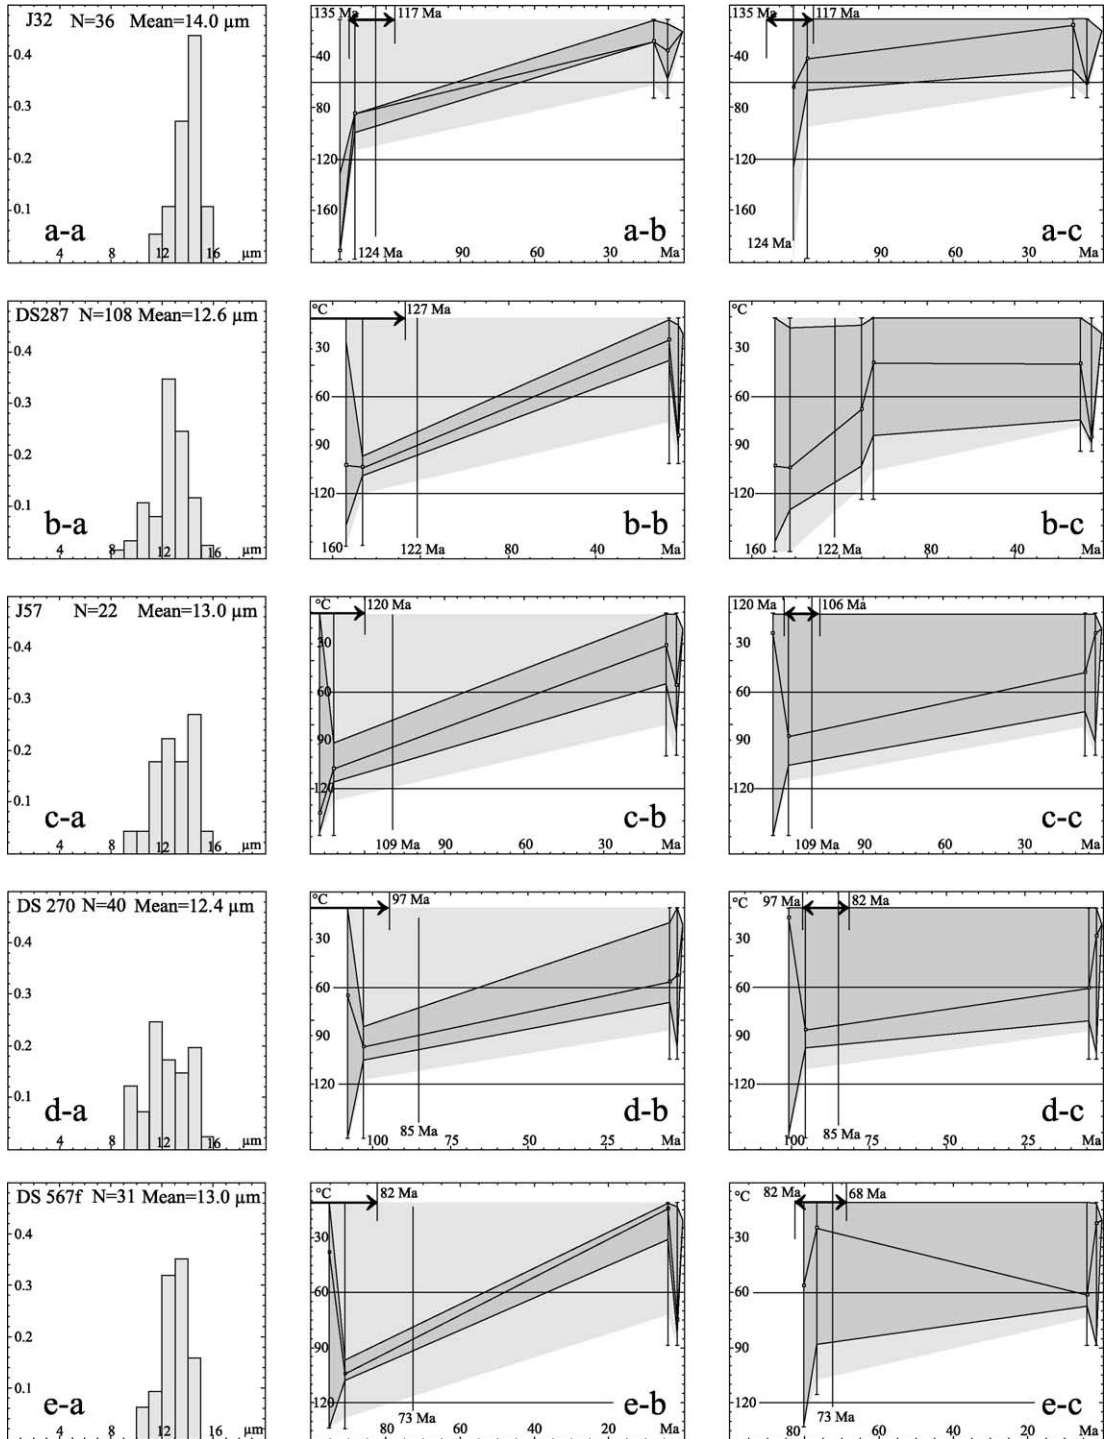 J32 N=36 Mean=14.0 µm
0.4
0.3
0.2
0.1
a-a
4 8 12 16 µm
135 Ma 117 Ma
40
80
120
160
a-b
124 Ma 90 60 30 Ma
135 Ma 117 Ma
40
80
120
160
a-c
124 Ma 90 60 30 Ma
DS287 N=108 Mean=12.6 µm
0.4
0.3
0.2
0.1
b-a
4 8 12 16 µm
°C 127 Ma
30
60
90
120
b-b
160 122 Ma 80 40 Ma
°C
30
60
90
120
b-c
160 122 Ma 80 40 Ma
J57 N=22 Mean=13.0 µm
0.4
0.3
0.2
0.1
c-a
4 8 12 16 µm
°C 120 Ma
30
60
90
120
c-b
109 Ma 90 60 30 Ma
120 Ma 106 Ma
30
60
90
120
c-c
109 Ma 90 60 30 Ma
DS 270 N=40 Mean=12.4 µm
0.4
0.3
0.2
0.1
d-a
4 8 12 16 µm
°C 97 Ma
30
60
90
120
d-b
100 85 Ma 75 50 25 Ma
°C 97 Ma 82 Ma
30
60
90
120
d-c
100 85 Ma 75 50 25 Ma
DS 567f N=31 Mean=13.0 µm
0.4
0.3
0.2
0.1
e-a
4 8 12 16 µm
°C 82 Ma
30
60
90
120
e-b
80 73 Ma 60 40 20 Ma
°C 82 Ma 68 Ma
30
60
90
120
e-c
80 73 Ma 60 40 20 Ma